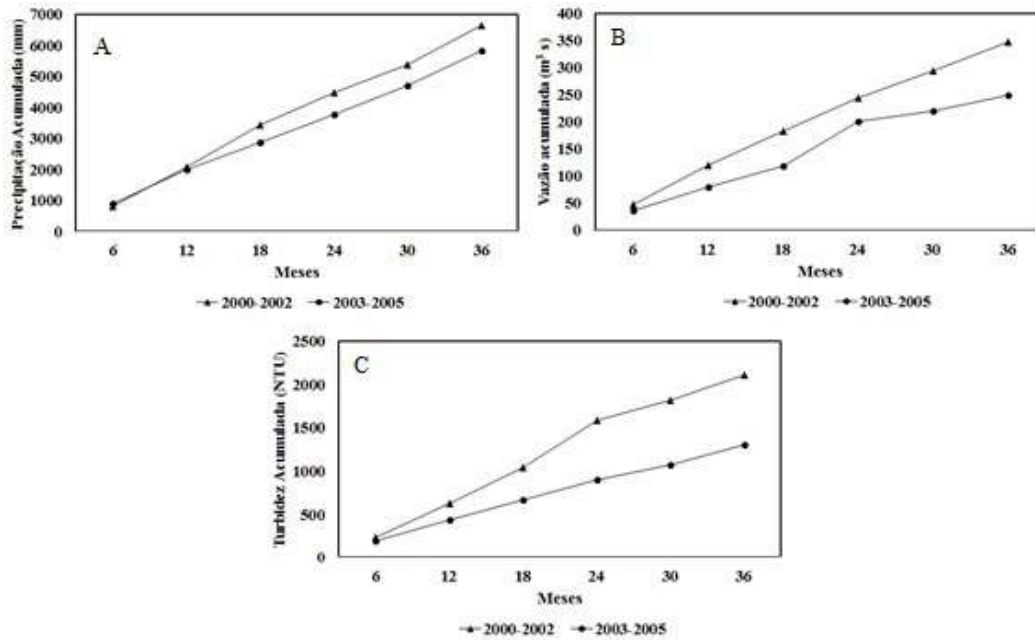 A
Precipitação Acumulada (mm)
7000
6000
5000
4000
3000
2000
1000
0
6 12 18 24 30 36
Meses
2000-2002 2003-2005
B
Vazão acumulada (m³ s)
400
350
300
250
200
150
100
50
0
6 12 18 24 30 36
Meses
2000-2002 2003-2005
C
Turbidez Acumulada (NTU)
2500
2000
1500
1000
500
0
6 12 18 24 30 36
Meses
2000-2002 2003-2005